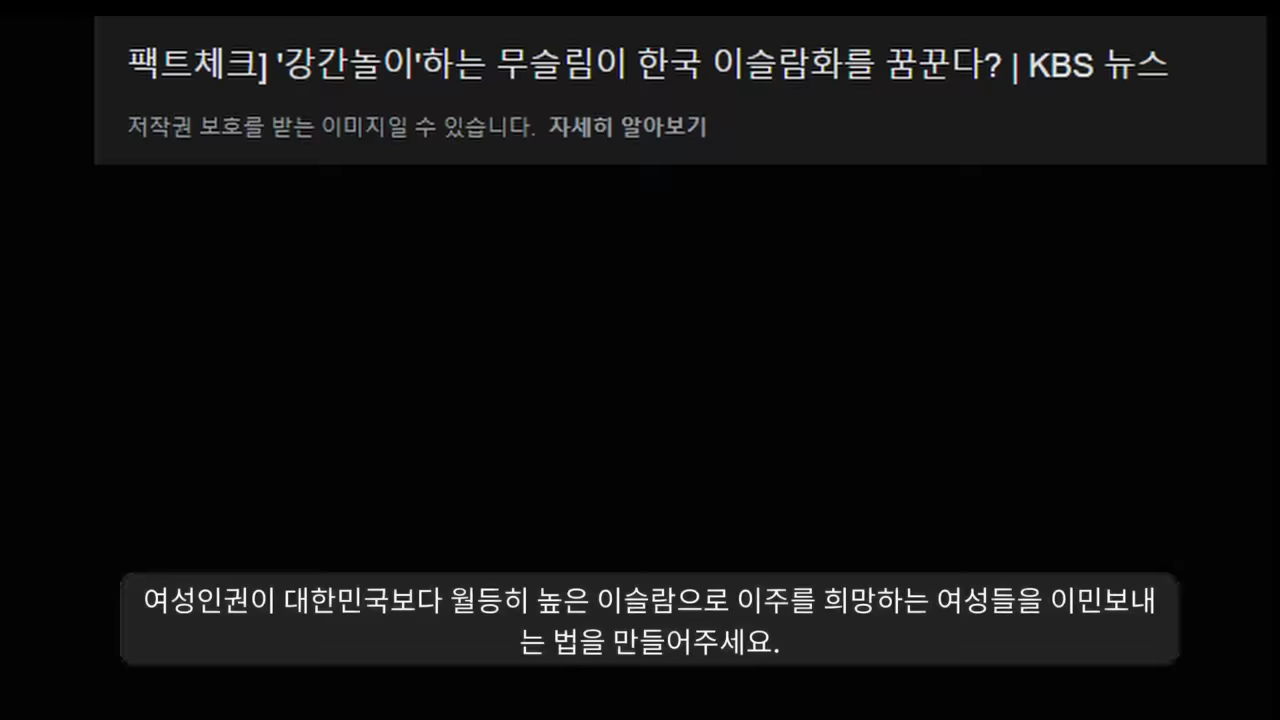 팩트체크] '강간놀이'하는 무슬림이 한국 이슬람화를 꿈꾼다? | KBS 뉴스
저작권 보호를 받는 이미지일 수 있습니다. 자세히 알아보기
여성인권이 대한민국보다 월등히 높은 이슬람으로 이주를 희망하는 여성들을 이민보내
는 법을 만들어주세요.